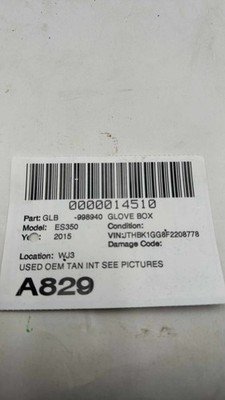 0000014510
Part: GLB -998940 GLOVE BOX
Model: ES350 Condition:
2015 VIN:JTHBK1GG8F2208778
Damage Code:
Location: WJ3
USED OEM TAN INT SEE PICTURES
A829